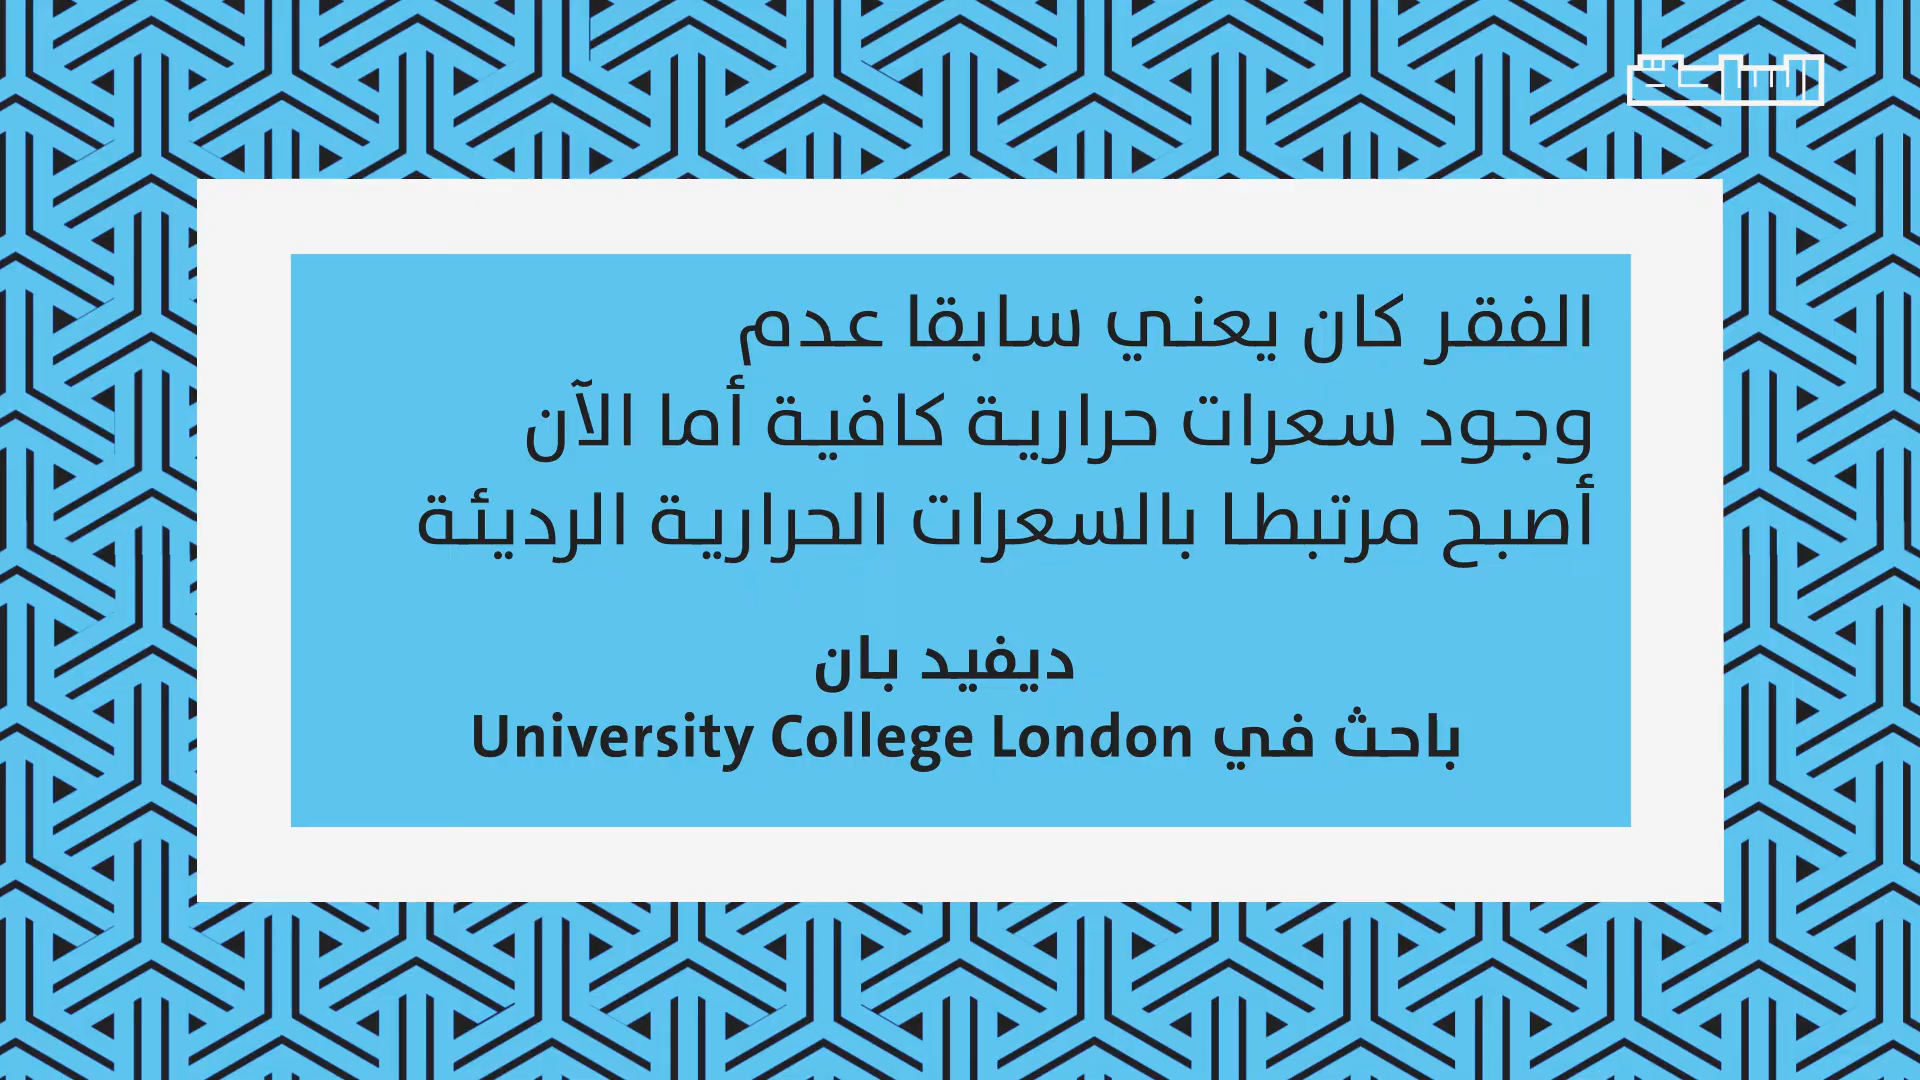 الفقر كان يعني سابقا عدم
وجود سعرات حرارية كافية أما الآن
أصبح مرتبطا بالسعرات الحرارية الرديئة
ديفيد بان
باحث في University College London